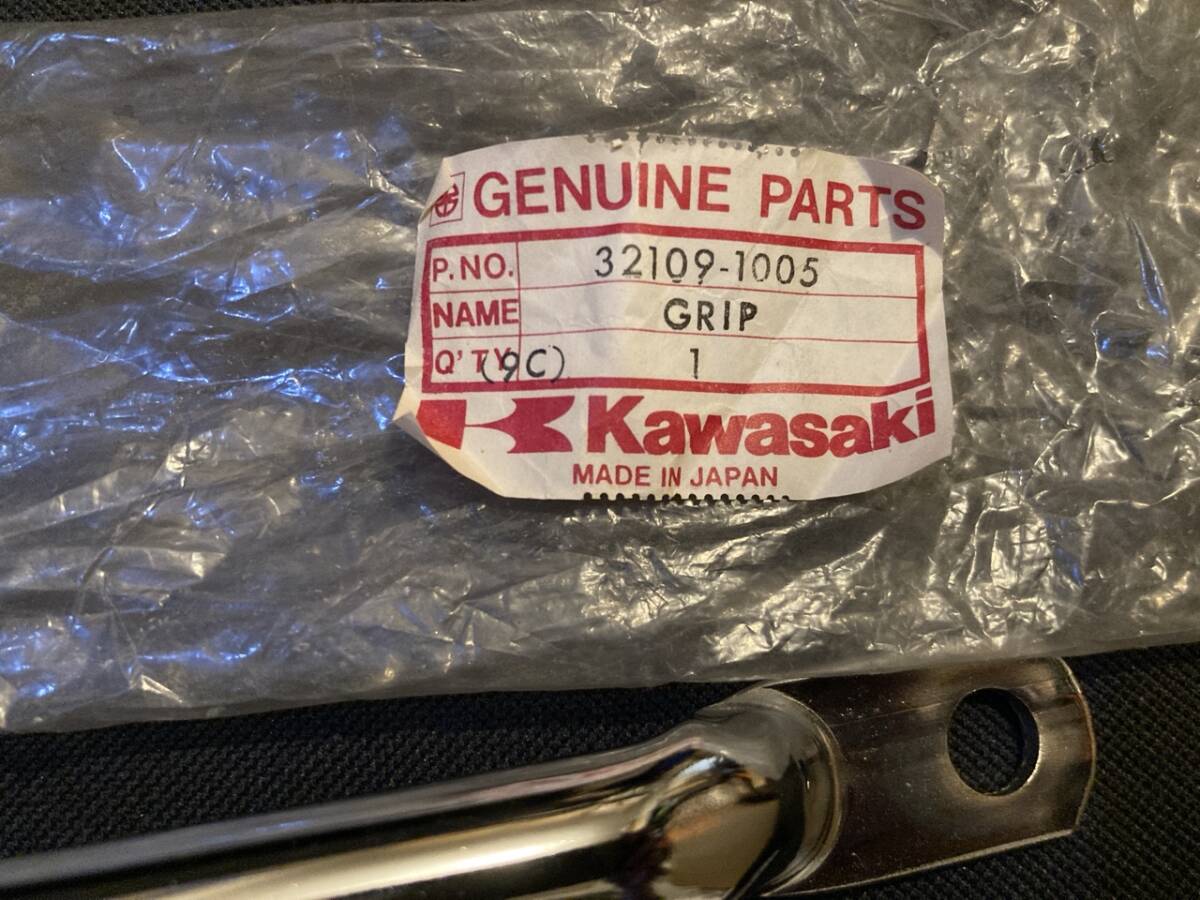 GENUINE PARTS
P.NO. 32109-1005
NAME GRIP
Q'TY (9C) 1
Kawasaki
MADE IN JAPAN